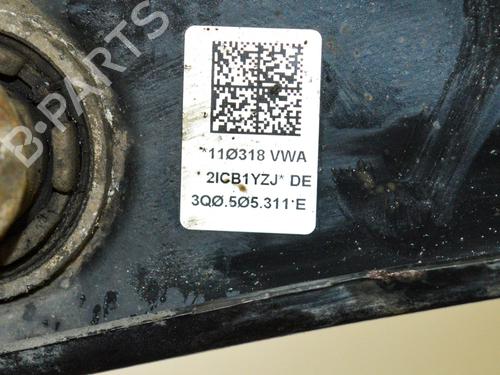 *11Ø318 VWA
* 2ICB1YZJ* DE
3QØ.5Ø5.311·E
B-PARTS